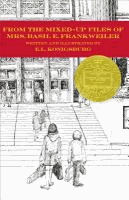 FROM THE MIXED-UP FILES OF
MRS. BASIL E. FRANKWEILER
WRITTEN AND ILLUSTRATED BY
E.L. KONIGSBURG